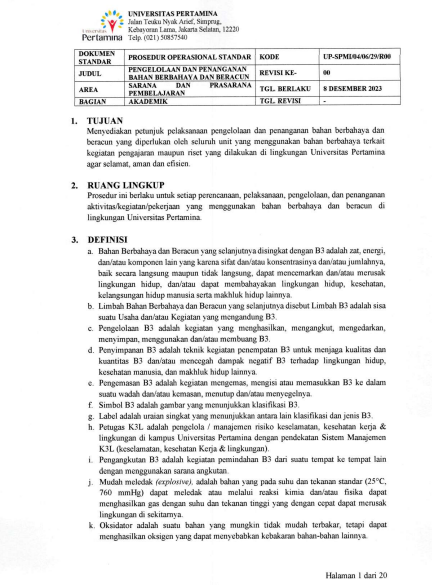 UNIVERSITAS PERTAMINA
Jalan Teuku Nyak Arief, Simprug,
Kebayoran Lama, Jakarta Selatan, 12220
Telp. (021) 50857540
UNIVERSITAS
Pertamina
DOKUMEN STANDAR PROSEDUR OPERASIONAL STANDAR KODE UP-SPMI/04/06/29/R00
JUDUL PENGELOLAAN DAN PENANGANAN BAHAN BERBAHAYA DAN BERACUN REVISI KE- 00
AREA SARANA DAN PRASARANA PEMBELAJARAN TGL. BERLAKU 8 DESEMBER 2023
BAGIAN AKADEMIK TGL. REVISI -
1. TUJUAN
Menyediakan petunjuk pelaksanaan pengelolaan dan penanganan bahan berbahaya dan
beracun yang diperlukan oleh seluruh unit yang menggunakan bahan berbahaya terkait
kegiatan pengajaran maupun riset yang dilakukan di lingkungan Universitas Pertamina
agar selamat, aman dan efisien.
2. RUANG LINGKUP
Prosedur ini berlaku untuk setiap perencanaan, pelaksanaan, pengelolaan, dan penanganan
aktivitas/kegiatan/pekerjaan yang menggunakan bahan berbahaya dan beracun di
lingkungan Universitas Pertamina.
3. DEFINISI
a. Bahan Berbahaya dan Beracun yang selanjutnya disingkat dengan B3 adalah zat, energi,
dan/atau komponen lain yang karena sifat dan/atau konsentrasinya dan/atau jumlahnya,
baik secara langsung maupun tidak langsung, dapat mencemarkan dan/atau merusak
lingkungan hidup, dan/atau dapat membahayakan lingkungan hidup, kesehatan,
kelangsungan hidup manusia serta makhluk hidup lainnya.
b. Limbah Bahan Berbahaya dan Beracun yang selanjutnya disebut Limbah B3 adalah sisa
suatu Usaha dan/atau Kegiatan yang mengandung B3.
c. Pengelolaan B3 adalah kegiatan yang menghasilkan, mengangkut, mengedarkan,
menyimpan, menggunakan dan/atau membuang B3.
d. Penyimpanan B3 adalah teknik kegiatan penempatan B3 untuk menjaga kualitas dan
kuantitas B3 dan/atau mencegah dampak negatif B3 terhadap lingkungan hidup,
kesehatan manusia, dan makhluk hidup lainnya.
e. Pengemasan B3 adalah kegiatan mengemas, mengisi atau memasukkan B3 ke dalam
suatu wadah dan/atau kemasan, menutup dan/atau menyegelnya.
f. Simbol B3 adalah gambar yang menunjukkan klasifikasi B3.
g. Label adalah uraian singkat yang menunjukkan antara lain klasifikasi dan jenis B3.
h. Petugas K3L adalah pengelola / manajemen risiko keselamatan, kesehatan kerja &
lingkungan di kampus Universitas Pertamina dengan pendekatan Sistem Manajemen
K3L (keselamatan, kesehatan Kerja & lingkungan).
i. Pengangkutan B3 adalah kegiatan pemindahan B3 dari suatu tempat ke tempat lain
dengan menggunakan sarana angkutan.
j. Mudah meledak (explosive), adalah bahan yang pada suhu dan tekanan standar (25°C,
760 mmHg) dapat meledak atau melalui reaksi kimia dan/atau fisika dapat
menghasilkan gas dengan suhu dan tekanan tinggi yang dengan cepat dapat merusak
lingkungan di sekitarnya.
k. Oksidator adalah suatu bahan yang mungkin tidak mudah terbakar, tetapi dapat
menghasilkan oksigen yang dapat menyebabkan kebakaran bahan-bahan lainnya.
Halaman 1 dari 20